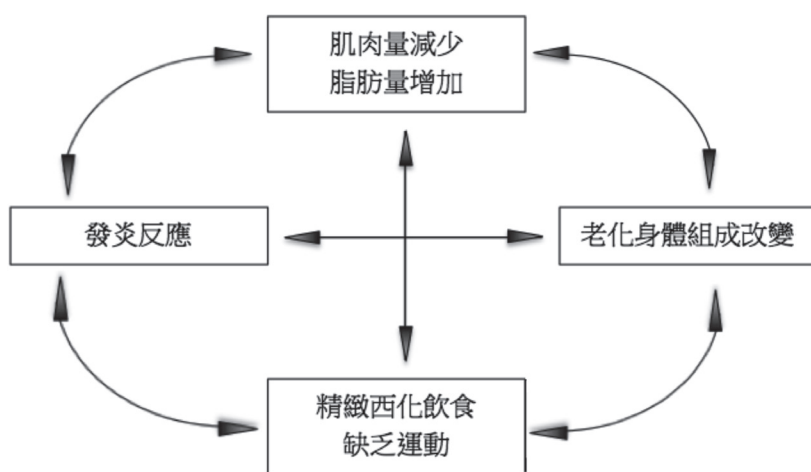 肌肉量減少
脂肪量增加
發炎反應
老化身體組成改變
精緻西化飲食
缺乏運動